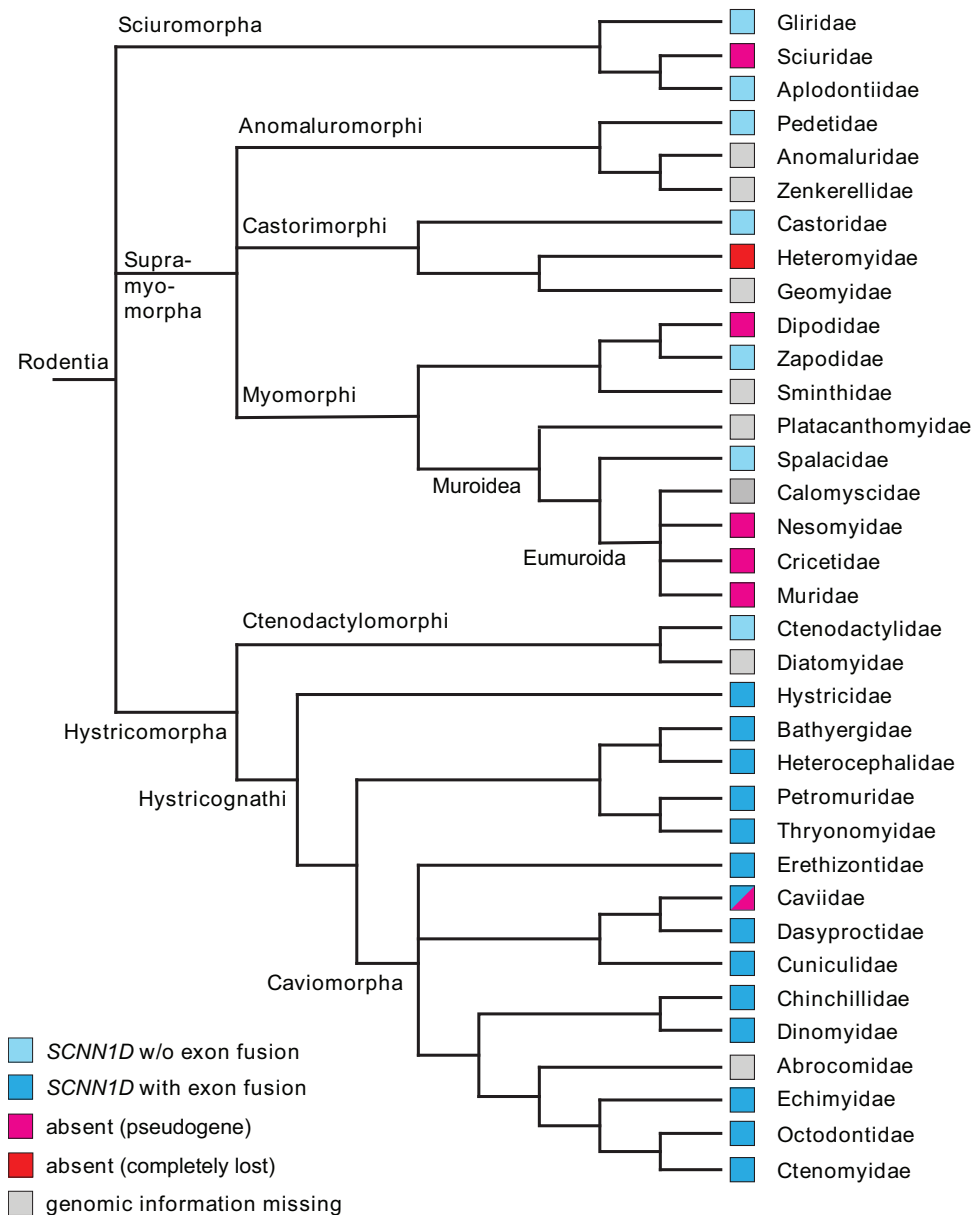 Sciuromorpha
Gliridae
Sciuridae
Aplodontiidae
Anomaluromorphi
Pedetidae
Anomaluridae
Zenkerellidae
Castorimorphi
Castoridae
Heteromyidae
Geomyidae
Supra-
myo-
morpha
Rodentia
Myomorphi
Dipodidae
Zapodidae
Sminthidae
Platacanthomyidae
Muroidea
Spalacidae
Calomyscidae
Nesomyidae
Eumuroida
Cricetidae
Muridae
Ctenodactylomorphi
Ctenodactylidae
Diatomyidae
Hystricomorpha
Hystricidae
Bathyergidae
Heterocephalidae
Hystricognathi
Petromuridae
Thryonomyidae
Erethizontidae
Caviidae
Dasyproctidae
Cuniculidae
Caviomorpha
Chinchillidae
Dinomyidae
Abrocomidae
Echimyidae
Octodontidae
Ctenomyidae
SCNN1D w/o exon fusion
SCNN1D with exon fusion
absent (pseudogene)
absent (completely lost)
genomic information missing